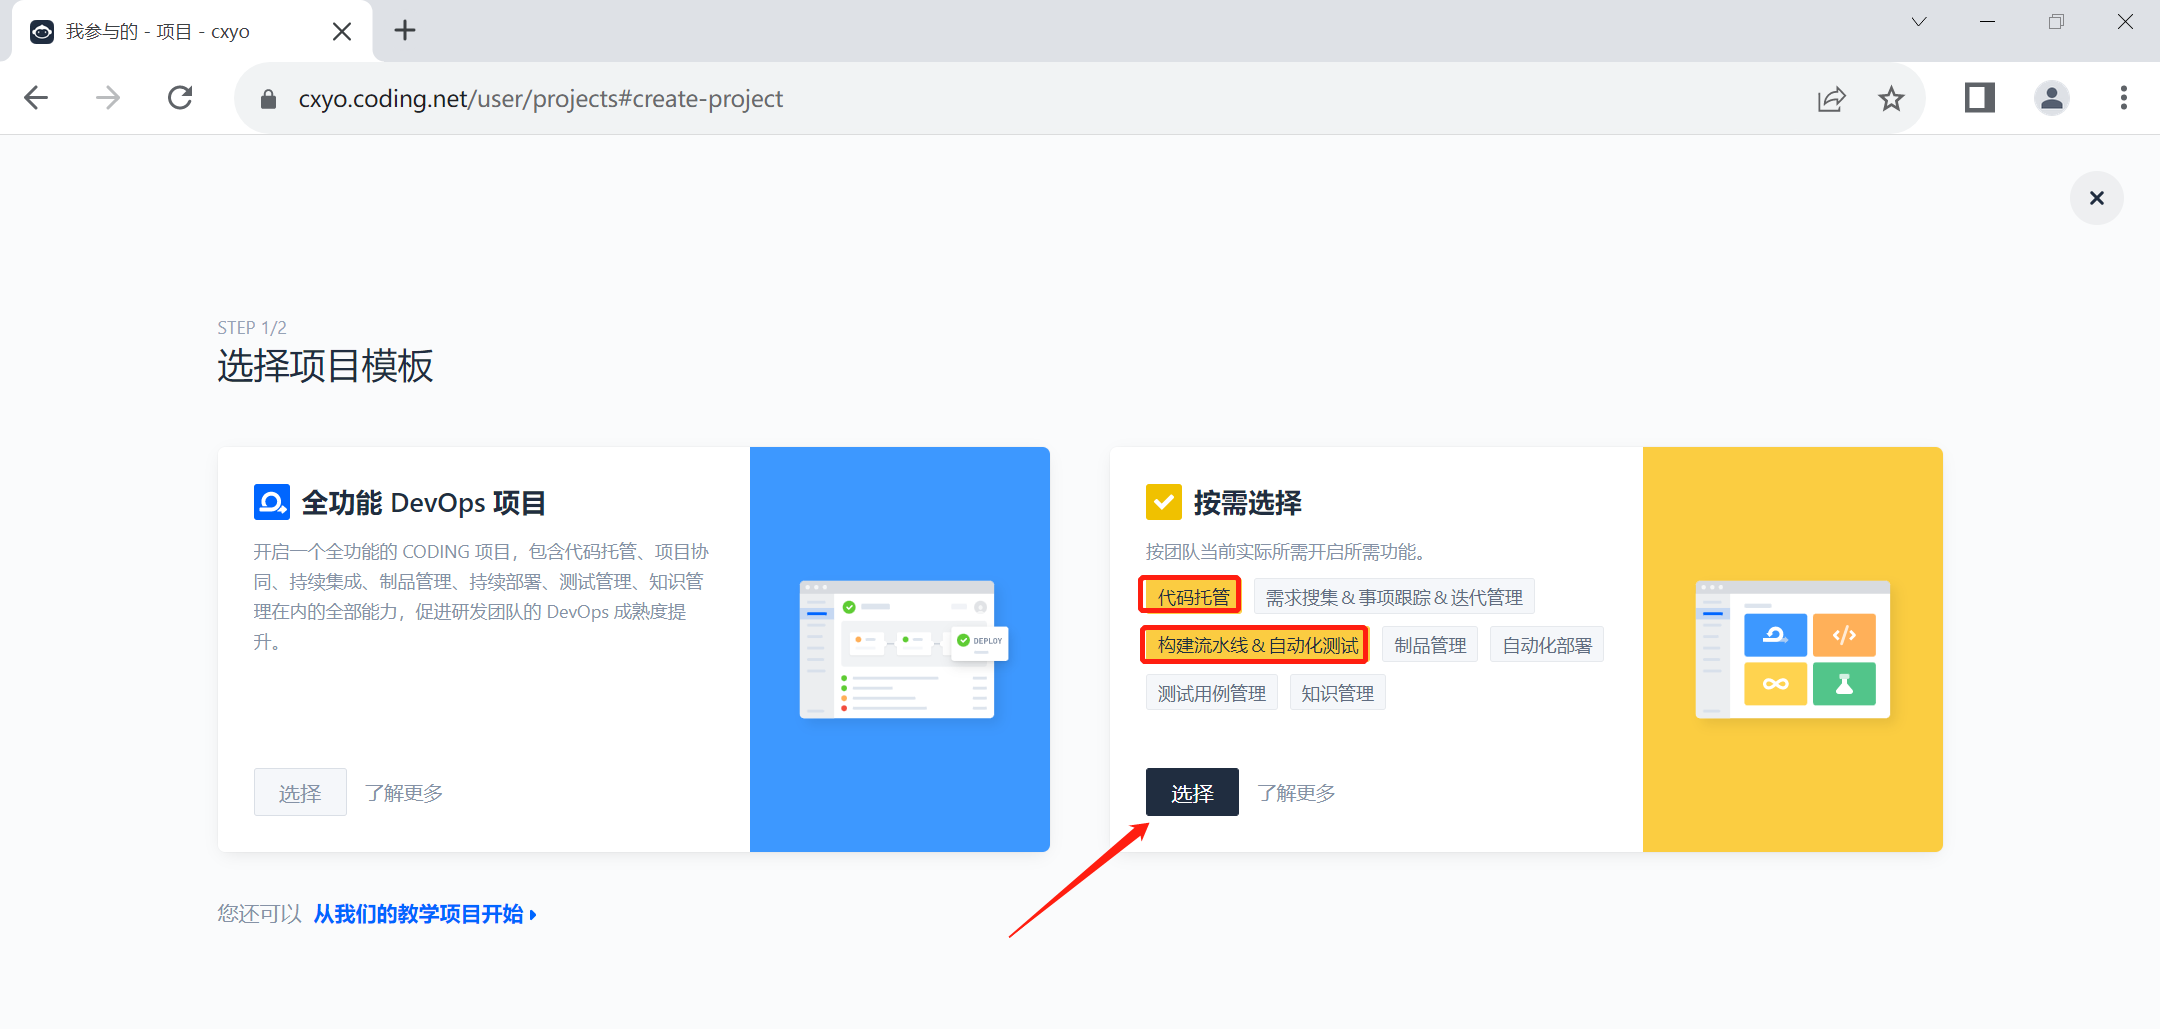 我参与的 - 项目 - cxyo
cxyo.coding.net/user/projects#create-project
STEP 1/2
选择项目模板
全功能 DevOps 项目
开启一个全功能的 CODING 项目，包含代码托管、项目协
同、持续集成、制品管理、持续部署、测试管理、知识管
理在内的全部能力，促进研发团队的 DevOps 成熟度提
升。
选择 了解更多
DEPLOY
按需选择
按团队当前实际所需开启所需功能。
代码托管 需求搜集 & 事项跟踪 & 迭代管理
构建流水线 & 自动化测试 制品管理 自动化部署
测试用例管理 知识管理
选择 了解更多
</>
您还可以 从我们的教学项目开始